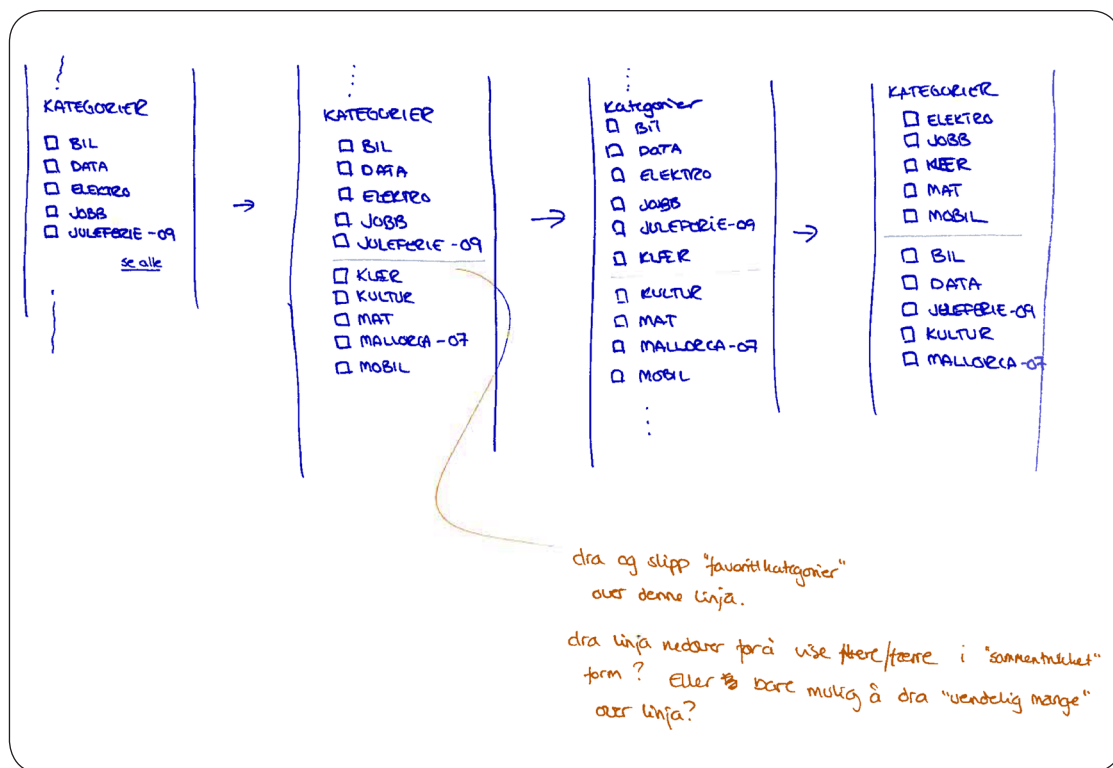 KATEGORIER
BIL
DATA
ELEKTRO
JOBB
JULEFERIE-09
se alle
KATEGORIER
BIL
DATA
ELEKTRO
JOBB
JULEFERIE-09
KLÆR
KULTUR
MAT
MALLORCA-07
MOBIL
Kategorier
BIL
DATA
ELEKTRO
JOBB
JULEFERIE-09
KLÆR
KULTUR
MAT
MALLORCA-07
MOBIL
KATEGORIER
ELEKTRO
JOBB
KLÆR
MAT
MOBIL
BIL
DATA
JULEFERIE-09
KULTUR
MALLORCA-07
dra og slipp "favorittkategorier"
over denne linja.
dra linja nedover for å vise flere/færre i "sammentrukket"
form? Eller bare mulig å dra "uendelig mange"
over linja?